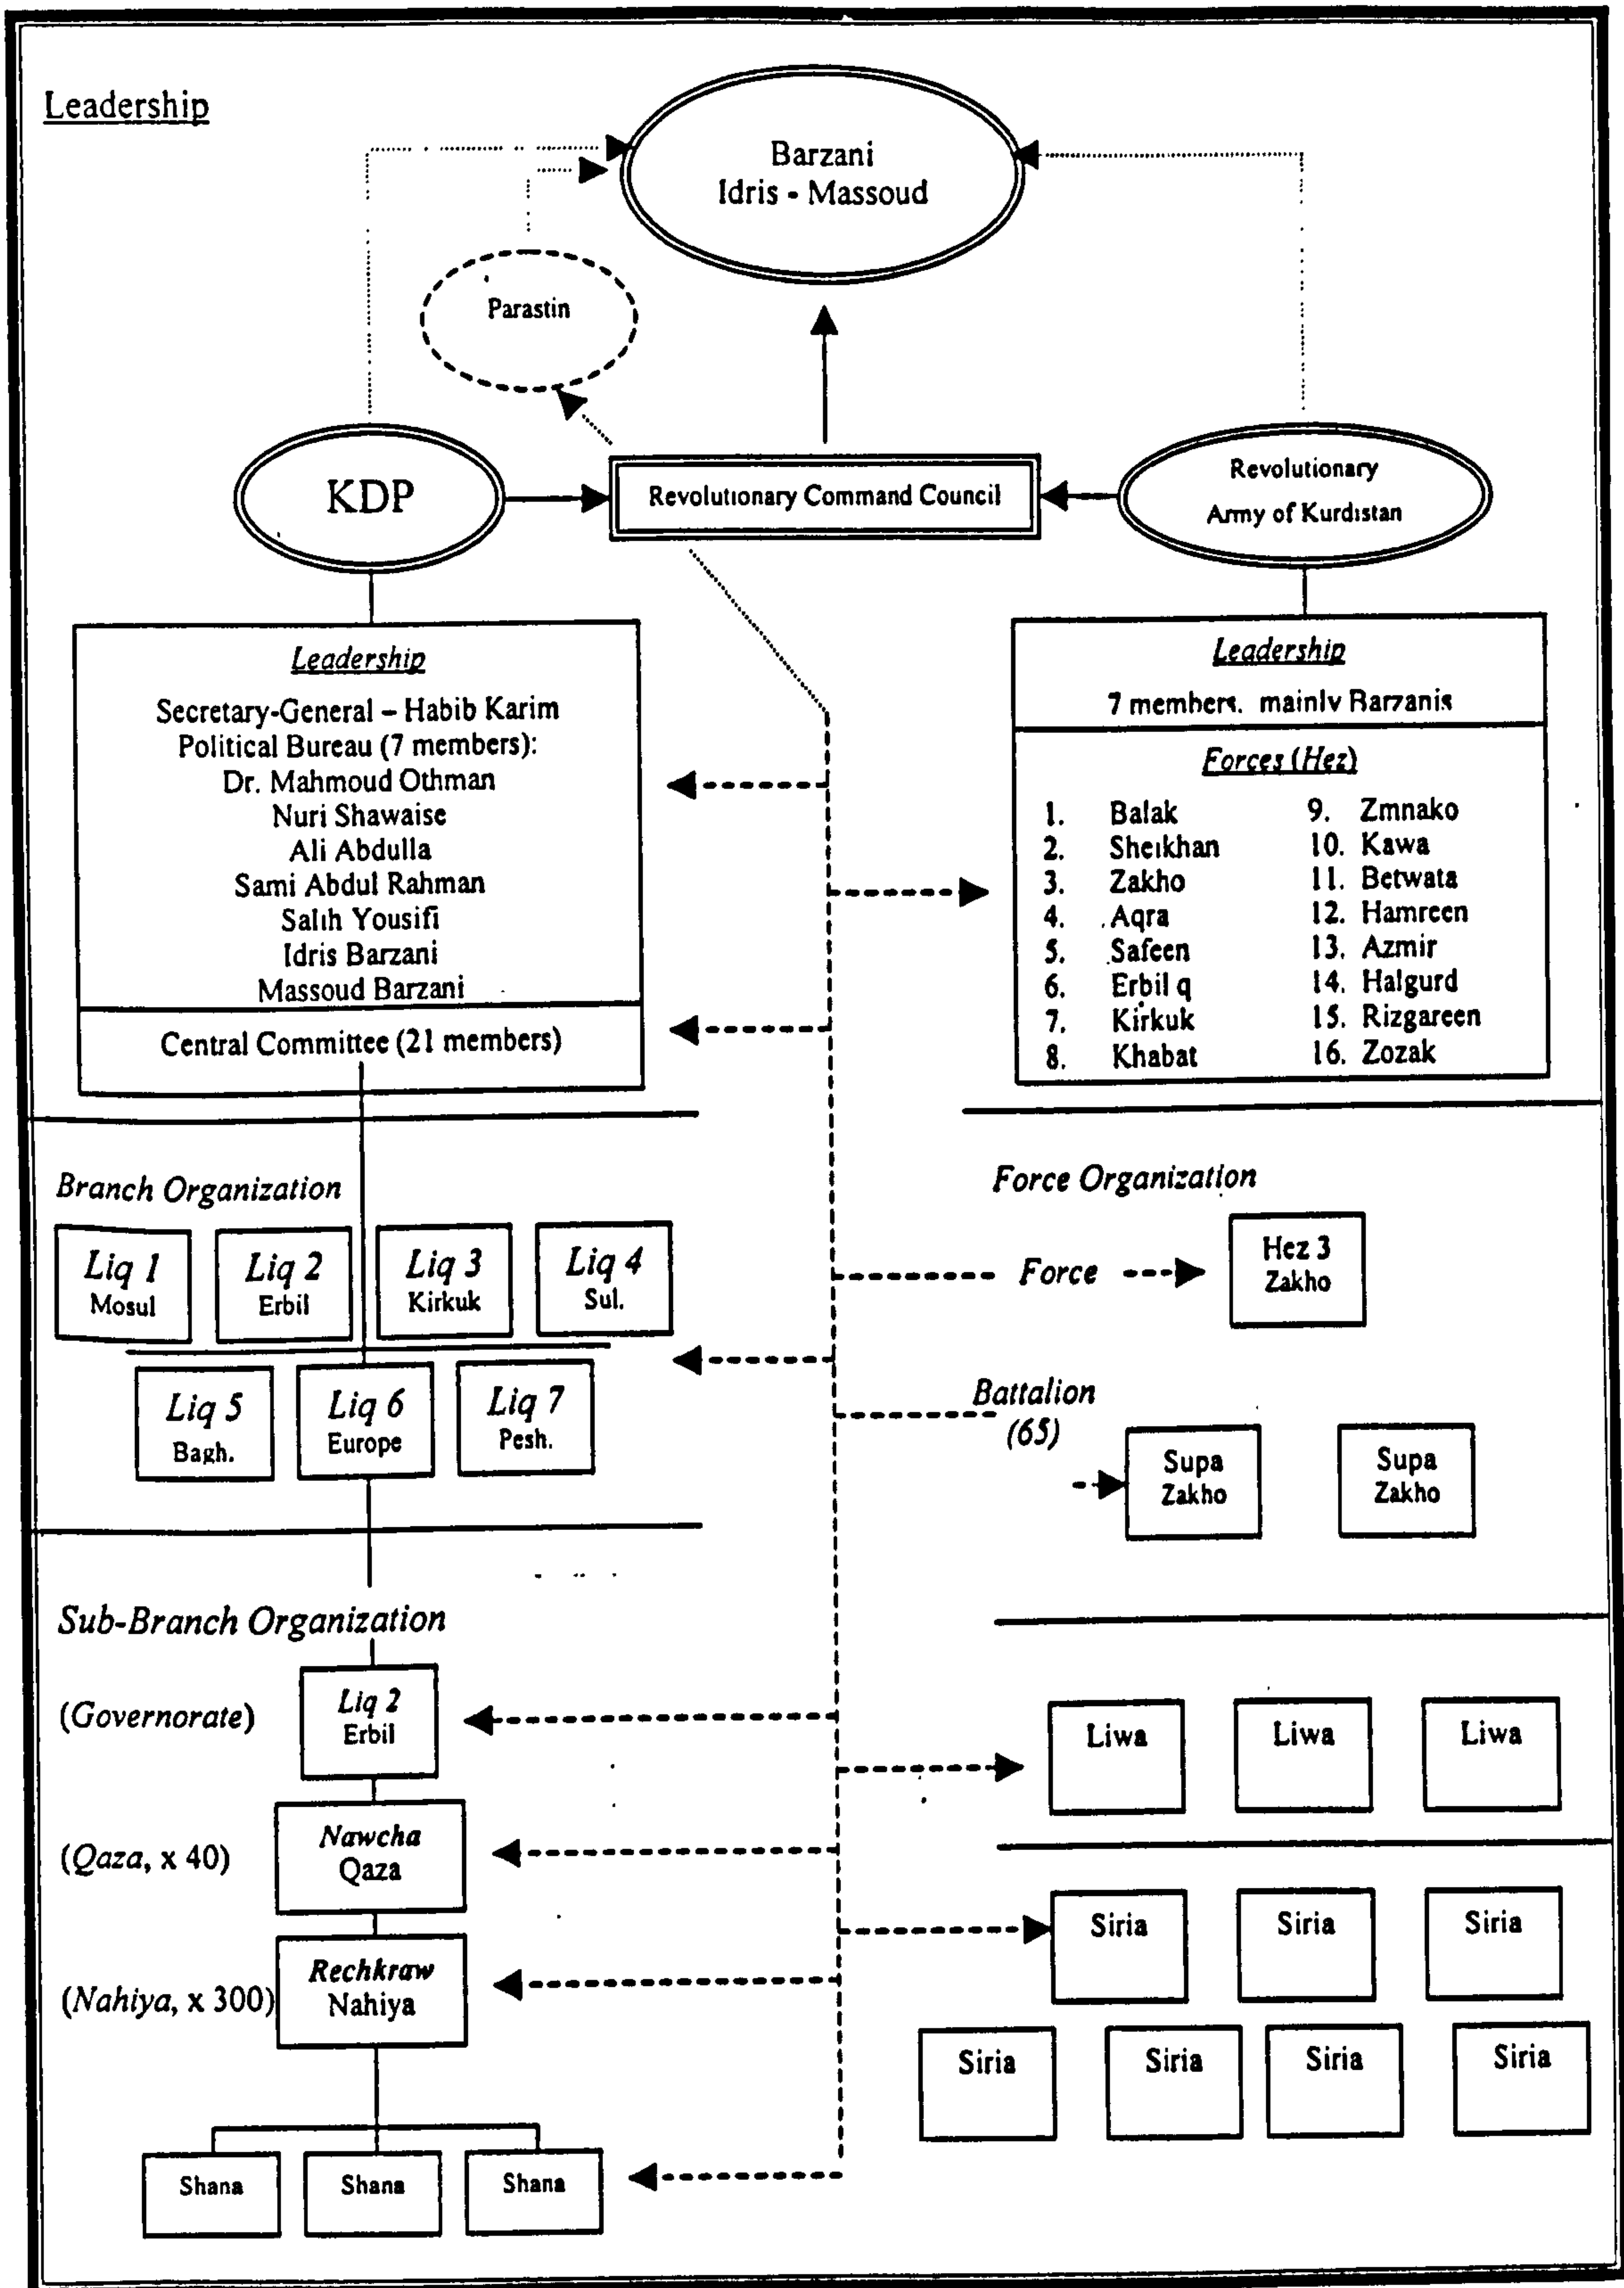 Leadership
Barzani
Idris - Massoud
Parastin
KDP
Revolutionary Command Council
Revolutionary
Army of Kurdistan
Leadership
Secretary-General – Habib Karim
Political Bureau (7 members):
Dr. Mahmoud Othman
Nuri Shawaise
Ali Abdulla
Sami Abdul Rahman
Salih Yousifi
Idris Barzani
Massoud Barzani
Central Committee (21 members)
Leadership
7 members. mainly Barzanis
Forces (Hez)
1. Balak
2. Sheikhan
3. Zakho
4. Aqra
5. Safeen
6. Erbil q
7. Kirkuk
8. Khabat
9. Zmnako
10. Kawa
11. Betwata
12. Hamreen
13. Azmir
14. Halgurd
15. Rizgareen
16. Zozak
Branch Organization
Liq 1
Mosul
Liq 2
Erbil
Liq 3
Kirkuk
Liq 4
Sul.
Liq 5
Bagh.
Liq 6
Europe
Liq 7
Pesh.
Force Organization
Force
Hez 3
Zakho
Battalion
(65)
Supa
Zakho
Supa
Zakho
Sub-Branch Organization
(Governorate)
Liq 2
Erbil
(Qaza, x 40)
Nawcha
Qaza
(Nahiya, x 300)
Rechkraw
Nahiya
Shana
Shana
Shana
Liwa
Liwa
Liwa
Siria
Siria
Siria
Siria
Siria
Siria
Siria